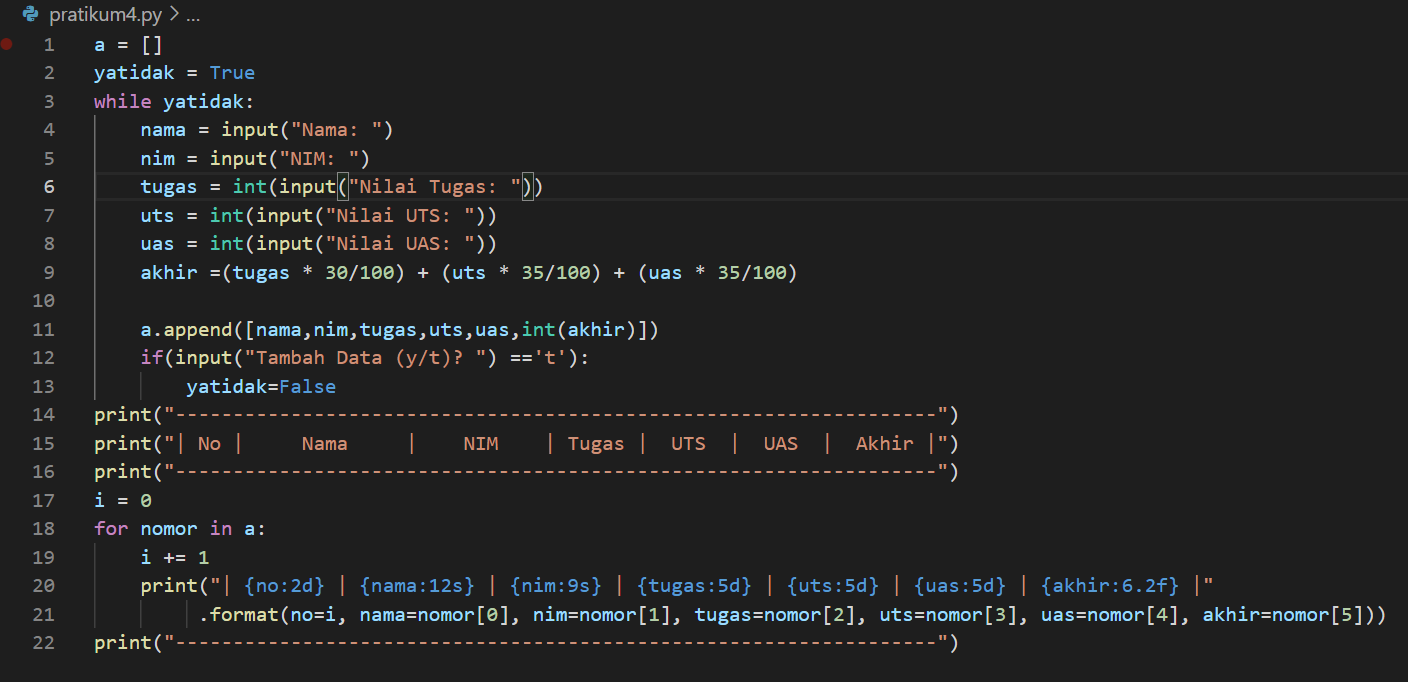 pratikum4.py > ...
1 a = []
2 yatidak = True
3 while yatidak:
4     nama = input("Nama: ")
5     nim = input("NIM: ")
6     tugas = int(input("Nilai Tugas: "))
7     uts = int(input("Nilai UTS: "))
8     uas = int(input("Nilai UAS: "))
9     akhir =(tugas * 30/100) + (uts * 35/100) + (uas * 35/100)
10
11     a.append([nama,nim,tugas,uts,uas,int(akhir)])
12     if(input("Tambah Data (y/t)? ") =='t'):
13         yatidak=False
14 print("------------------------------------------------------------------")
15 print("| No |     Nama     |    NIM    | Tugas |  UTS  |  UAS  |  Akhir |")
16 print("------------------------------------------------------------------")
17 i = 0
18 for nomor in a:
19     i += 1
20     print("| {no:2d} | {nama:12s} | {nim:9s} | {tugas:5d} | {uts:5d} | {uas:5d} | {akhir:6.2f} |"
21          .format(no=i, nama=nomor[0], nim=nomor[1], tugas=nomor[2], uts=nomor[3], uas=nomor[4], akhir=nomor[5]))
22 print("------------------------------------------------------------------")